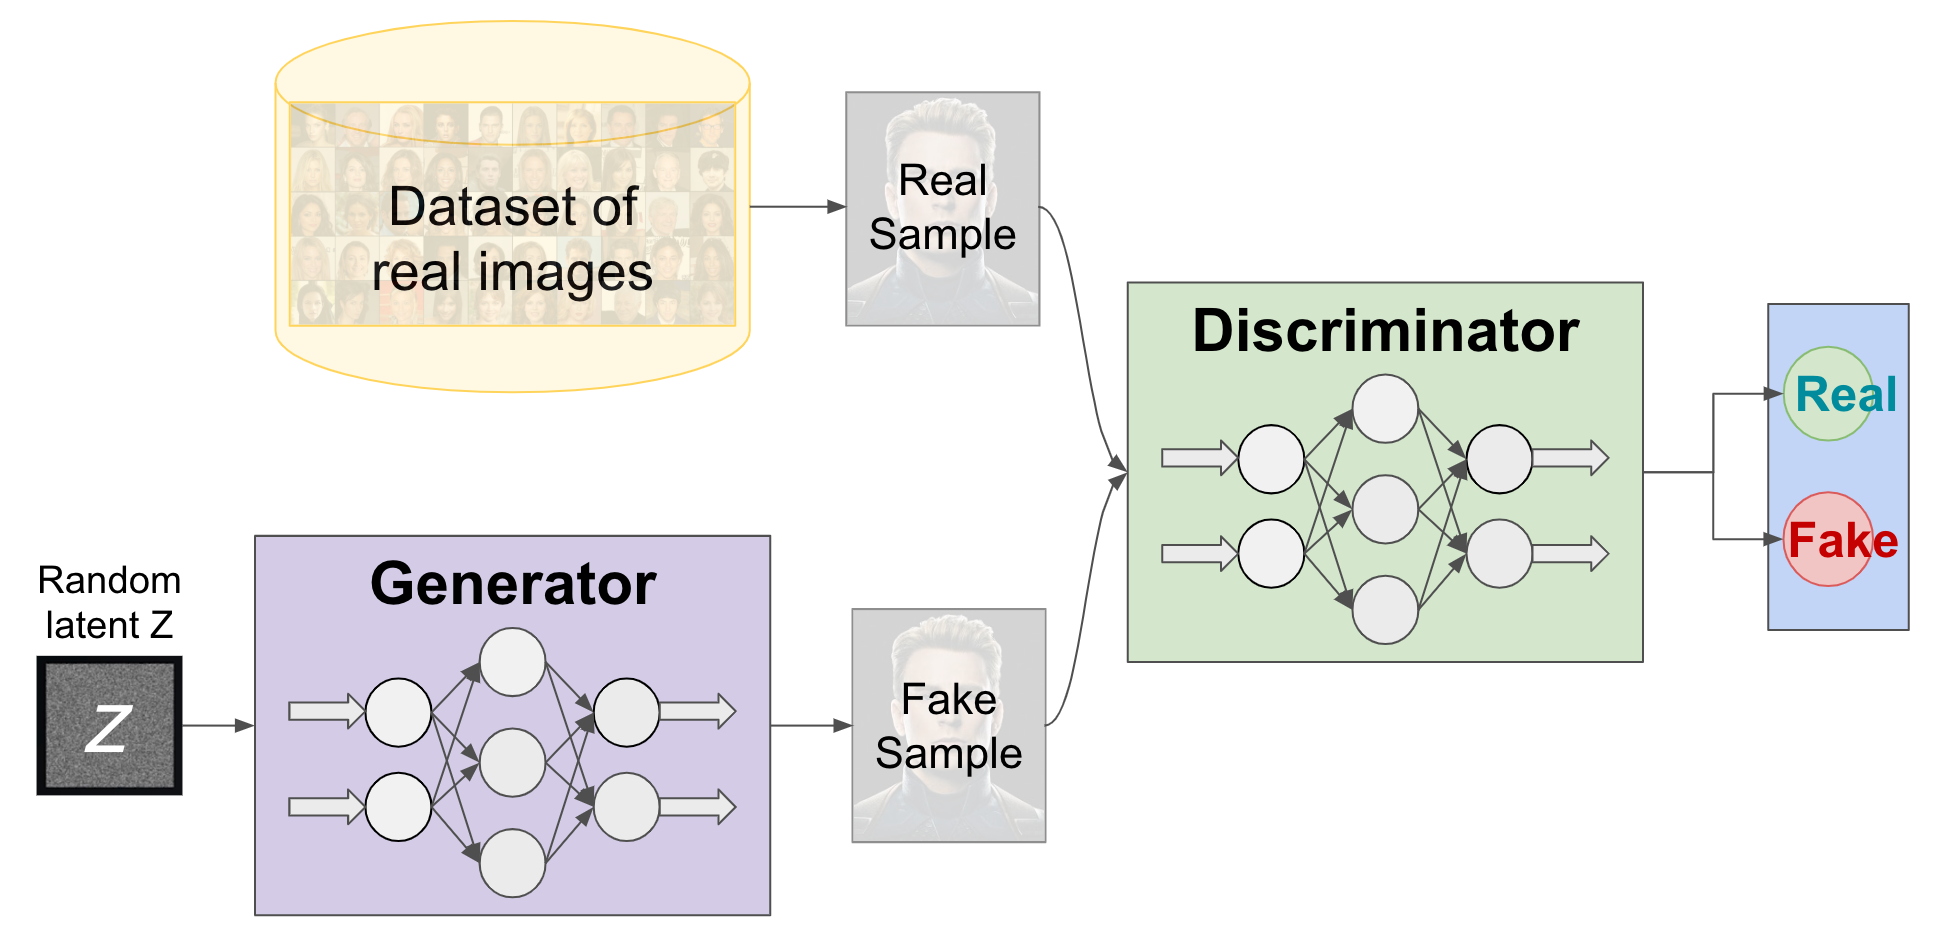 Dataset of
real images
Real
Sample
Discriminator
Real
Fake
Generator
Random
latent Z
z
Fake
Sample